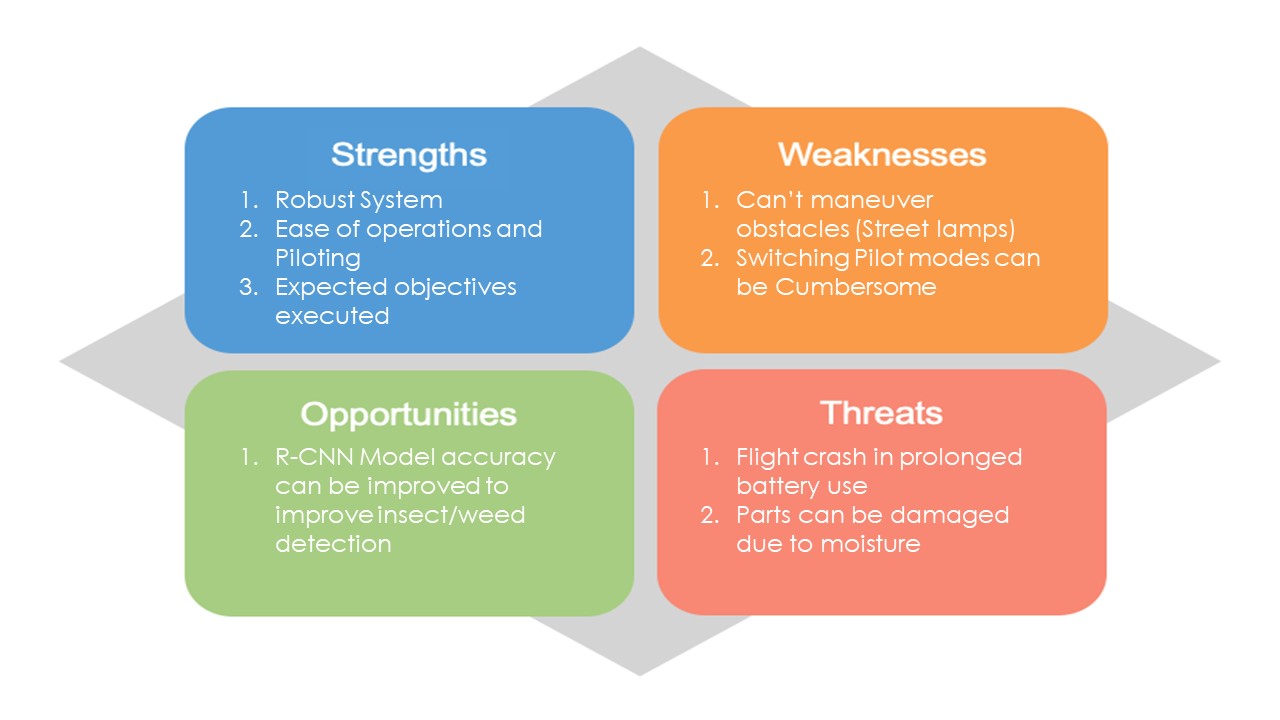 Strengths
1. Robust System
2. Ease of operations and
Piloting
3. Expected objectives
executed
Weaknesses
1. Can’t maneuver
obstacles (Street lamps)
2. Switching Pilot modes can
be Cumbersome
Opportunities
1. R-CNN Model accuracy
can be improved to
improve insect/weed
detection
Threats
1. Flight crash in prolonged
battery use
2. Parts can be damaged
due to moisture